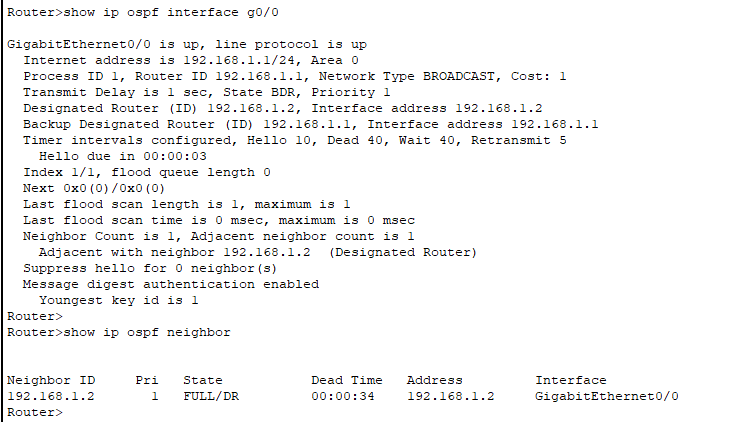 Router>show ip ospf interface g0/0
GigabitEthernet0/0 is up, line protocol is up
Internet address is 192.168.1.1/24, Area 0
Process ID 1, Router ID 192.168.1.1, Network Type BROADCAST, Cost: 1
Transmit Delay is 1 sec, State BDR, Priority 1
Designated Router (ID) 192.168.1.2, Interface address 192.168.1.2
Backup Designated Router (ID) 192.168.1.1, Interface address 192.168.1.1
Timer intervals configured, Hello 10, Dead 40, Wait 40, Retransmit 5
Hello due in 00:00:03
Index 1/1, flood queue length 0
Next 0x0(0)/0x0(0)
Last flood scan length is 1, maximum is 1
Last flood scan time is 0 msec, maximum is 0 msec
Neighbor Count is 1, Adjacent neighbor count is 1
Adjacent with neighbor 192.168.1.2  (Designated Router)
Suppress hello for 0 neighbor(s)
Message digest authentication enabled
Youngest key id is 1
Router>
Router>show ip ospf neighbor
Neighbor ID     Pri   State           Dead Time   Address         Interface
192.168.1.2       1   FULL/DR         00:00:34    192.168.1.2     GigabitEthernet0/0
Router>